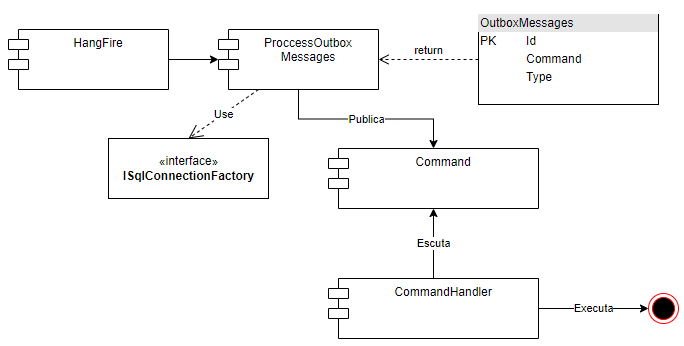 HangFire
ProccessOutbox
Messages
OutboxMessages
PK Id
Command
Type
return
Use
Publica
«interface»
ISqlConnectionFactory
Command
Escuta
CommandHandler
Executa